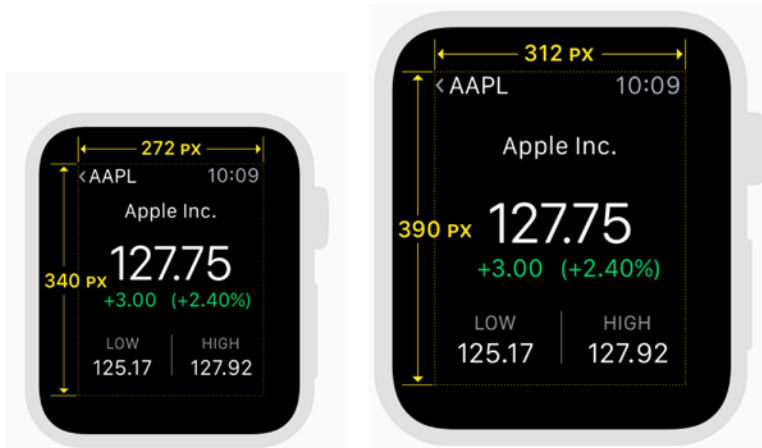 272 PX
< AAPL 10:09
Apple Inc.
127.75
340 PX
+3.00 (+2.40%)
LOW HIGH
125.17 127.92
312 PX
< AAPL 10:09
Apple Inc.
127.75
390 PX
+3.00 (+2.40%)
LOW HIGH
125.17 127.92